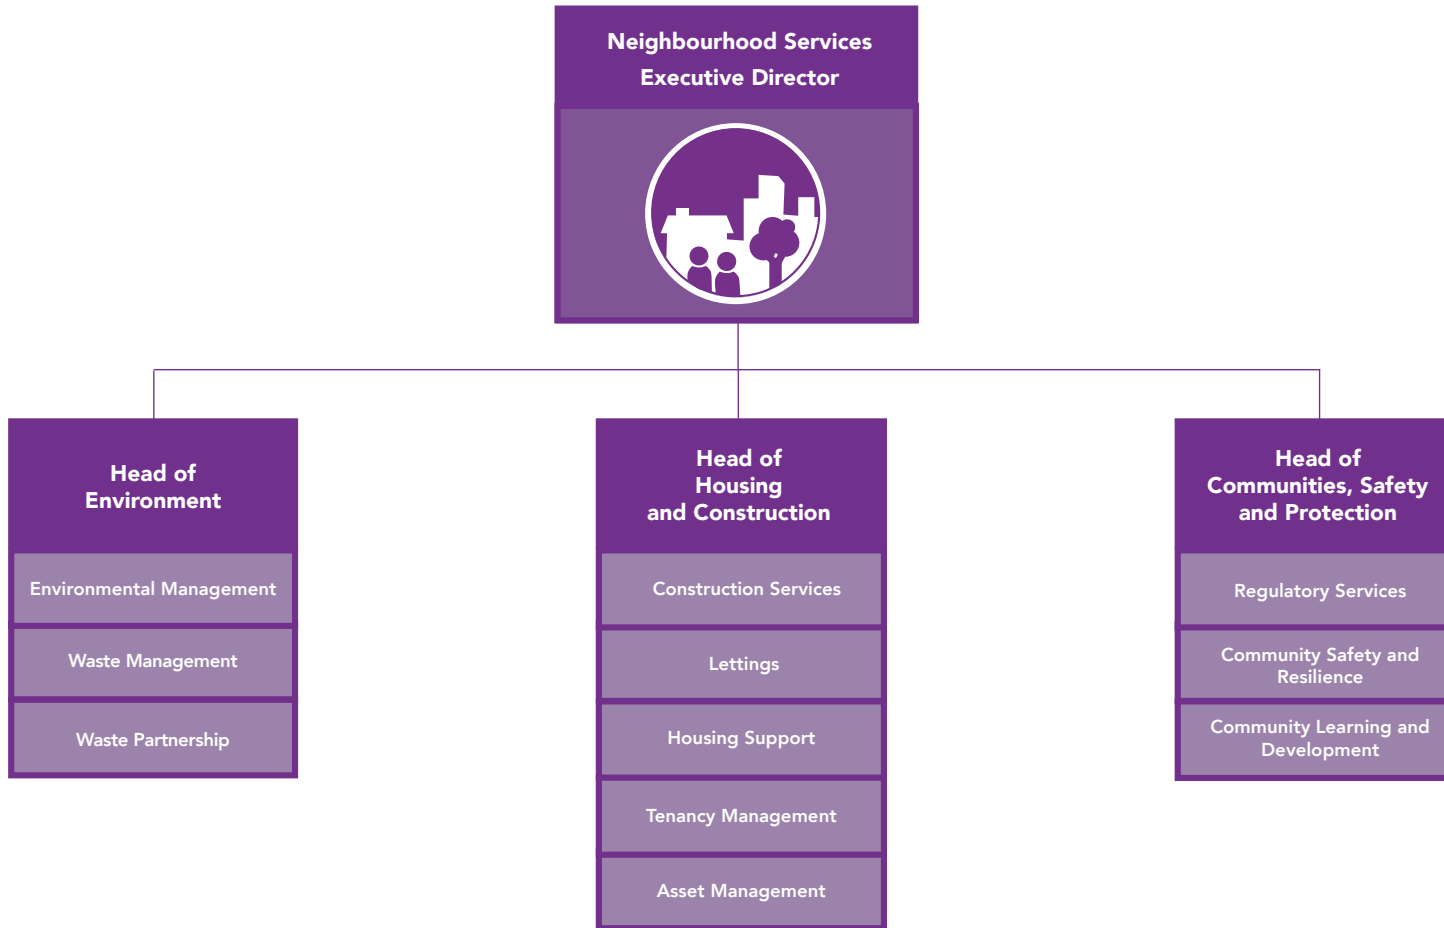 Neighbourhood Services
Executive Director
Head of
Environment
Environmental Management
Waste Management
Waste Partnership
Head of
Housing
and Construction
Construction Services
Lettings
Housing Support
Tenancy Management
Asset Management
Head of
Communities, Safety
and Protection
Regulatory Services
Community Safety and
Resilience
Community Learning and
Development